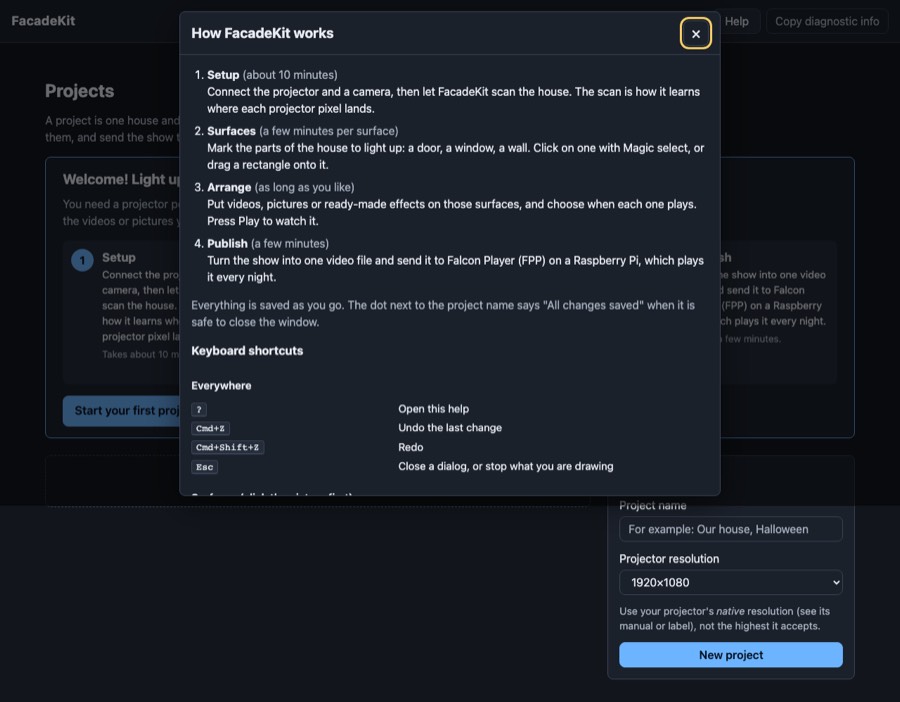 FacadeKit
Help
Copy diagnostic info
How FacadeKit works
×
1. Setup (about 10 minutes)
Connect the projector and a camera, then let FacadeKit scan the house. The scan is how it learns
where each projector pixel lands.
2. Surfaces (a few minutes per surface)
Mark the parts of the house to light up: a door, a window, a wall. Click on one with Magic select, or
drag a rectangle onto it.
3. Arrange (as long as you like)
Put videos, pictures or ready-made effects on those surfaces, and choose when each one plays.
Press Play to watch it.
4. Publish (a few minutes)
Turn the show into one video file and send it to Falcon Player (FPP) on a Raspberry Pi, which plays
it every night.
Everything is saved as you go. The dot next to the project name says "All changes saved" when it is
safe to close the window.
Keyboard shortcuts
Everywhere
? Open this help
Cmd+Z Undo the last change
Cmd+Shift+Z Redo
Esc Close a dialog, or stop what you are drawing
Projects
A project is one house and
them, and send the show
Welcome! Light
You need a projector
the videos or pictures
1
Setup
Connect the
camera, then let
scan the house.
how it learns
projector pixel
Takes about 10
show into one video
send it to Falcon
(FPP) on a Raspberry
plays it every night.
few minutes.
Start your first
Project name
For example: Our house, Halloween
Projector resolution
1920×1080
Use your projector's native resolution (see its
manual or label), not the highest it accepts.
New project